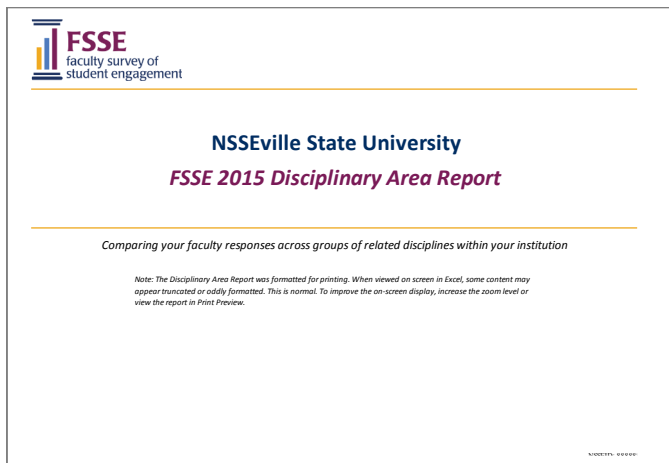 FSSE
faculty survey of
student engagement
NSSEville State University
FSSE 2015 Disciplinary Area Report
Comparing your faculty responses across groups of related disciplines within your institution
Note: The Disciplinary Area Report was formatted for printing. When viewed on screen in Excel, some content may
appear truncated or oddly formatted. This is normal. To improve the on-screen display, increase the zoom level or
view the report in Print Preview.